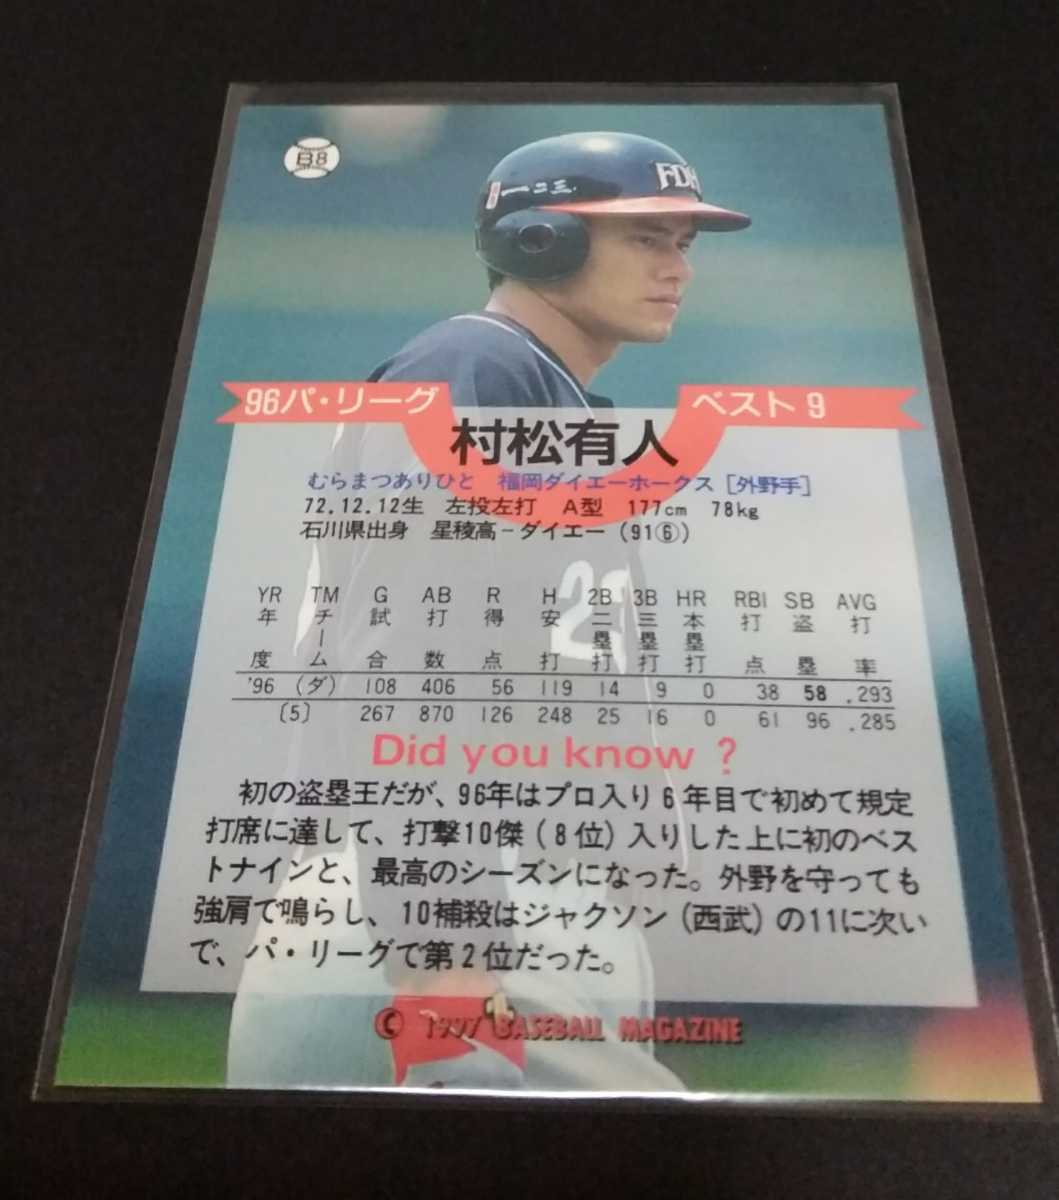 B8
一二三
FDH
96パ・リーグ ベスト9
村松有人
むらまつありひと 福岡ダイエーホークス [外野手]
72.12.12生 左投左打 A型 177cm 78kg
石川県出身 星稜高－ダイエー (91⑥)
YR TM G AB R H 2B 3B HR RBI SB AVG
年度 チーム 試合 打数 得点 安打 二塁打 三塁打 本塁打 打点 盗塁 打率
'96 (ダ) 108 406 56 119 14 9 0 38 58 .293
〔5〕 267 870 126 248 25 16 0 61 96 .285
Did you know ?
初の盗塁王だが、96年はプロ入り6年目で初めて規定
打席に達して、打撃10傑(8位)入りした上に初のベス
トナインと、最高のシーズンになった。外野を守っても
強肩で鳴らし、10補殺はジャクソン(西武)の11に次い
で、パ・リーグで第2位だった。
© 1997 BASEBALL MAGAZINE